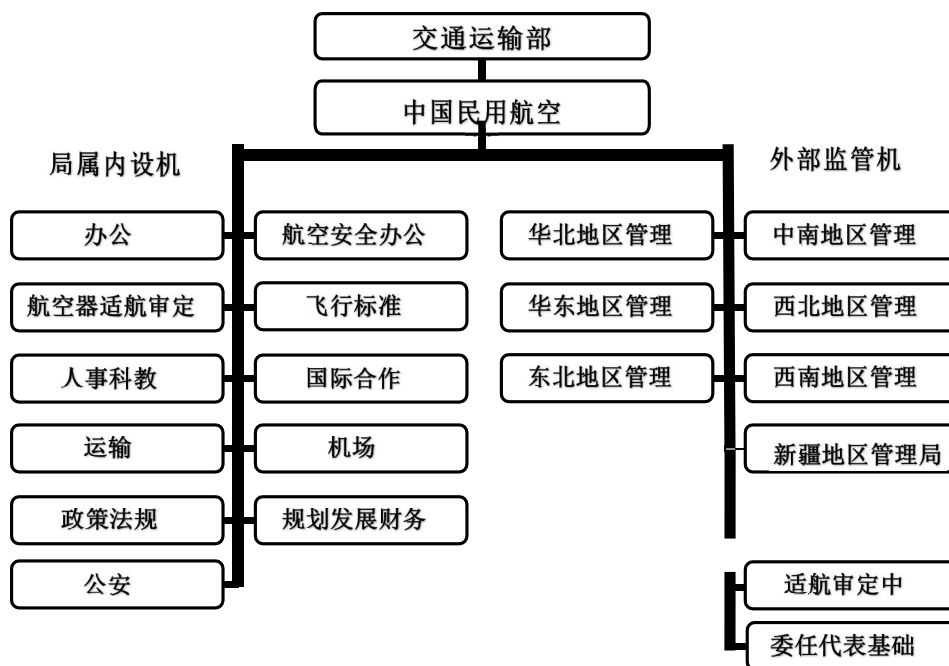 交通运输部
中国民用航空
局属内设机
外部监管机
办公
航空安全办公
华北地区管理
中南地区管理
航空器适航审定
飞行标准
华东地区管理
西北地区管理
人事科教
国际合作
东北地区管理
西南地区管理
运输
机场
新疆地区管理局
政策法规
规划发展财务
公安
适航审定中
委任代表基础